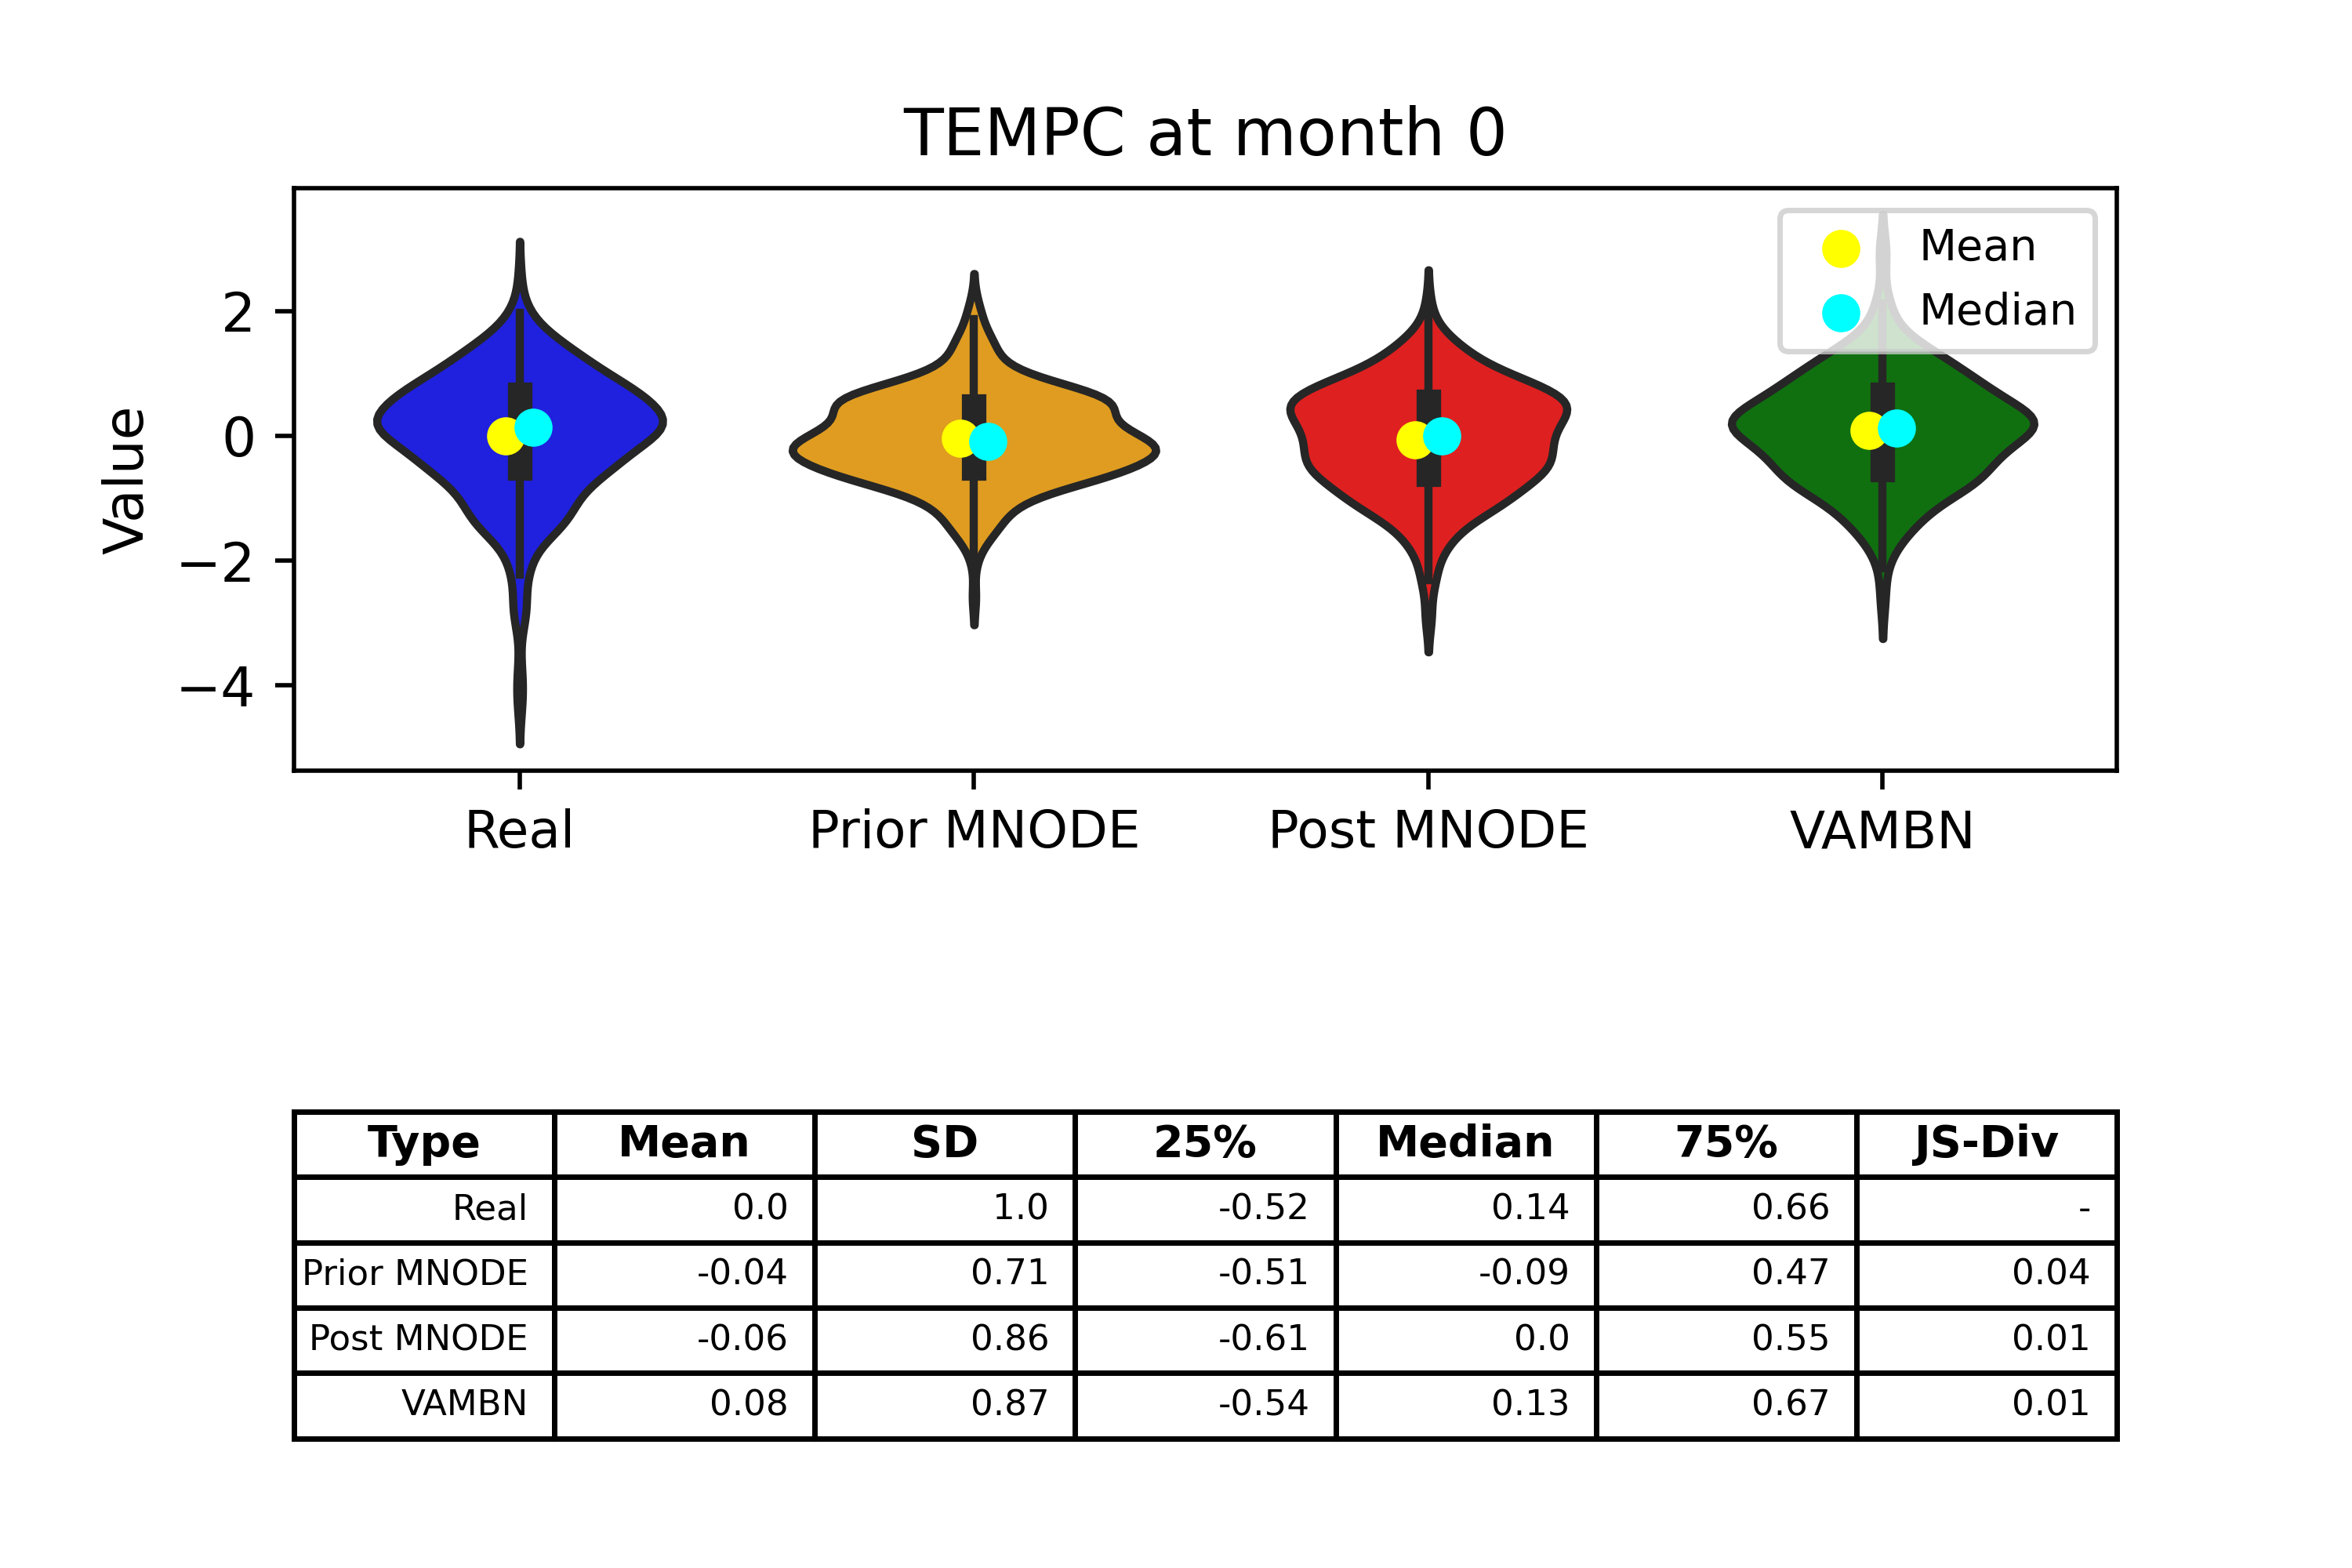 TEMPC at month 0
Mean
Median
Value
2
0
−2
−4
Real Prior MNODE Post MNODE VAMBN
Type Mean SD 25% Median 75% JS-Div
Real 0.0 1.0 -0.52 0.14 0.66 -
Prior MNODE -0.04 0.71 -0.51 -0.09 0.47 0.04
Post MNODE -0.06 0.86 -0.61 0.0 0.55 0.01
VAMBN 0.08 0.87 -0.54 0.13 0.67 0.01